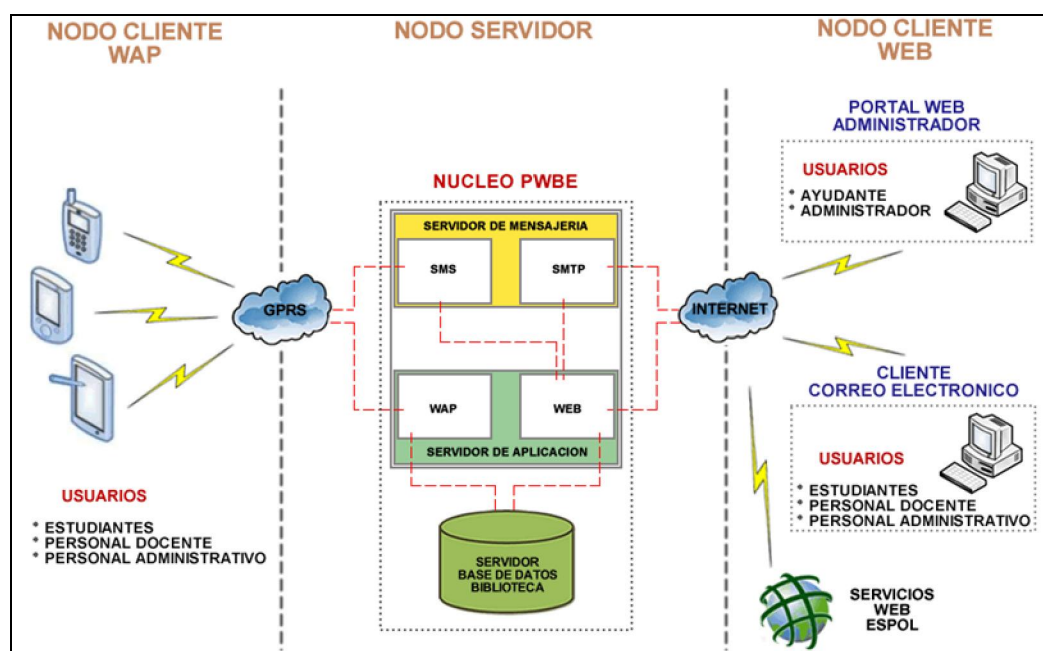 NODO CLIENTE
WAP
NODO SERVIDOR
NODO CLIENTE
WEB
PORTAL WEB
ADMINISTRADOR
USUARIOS
* AYUDANTE
* ADMINISTRADOR
NUCLEO PWBE
SERVIDOR DE MENSAJERIA
SMS
SMTP
GPRS
INTERNET
WAP
WEB
SERVIDOR DE APLICACION
CLIENTE
CORREO ELECTRONICO
USUARIOS
* ESTUDIANTES
* PERSONAL DOCENTE
* PERSONAL ADMINISTRATIVO
USUARIOS
* ESTUDIANTES
* PERSONAL DOCENTE
* PERSONAL ADMINISTRATIVO
SERVIDOR
BASE DE DATOS
BIBLIOTECA
SERVICIOS
WEB
ESPOL